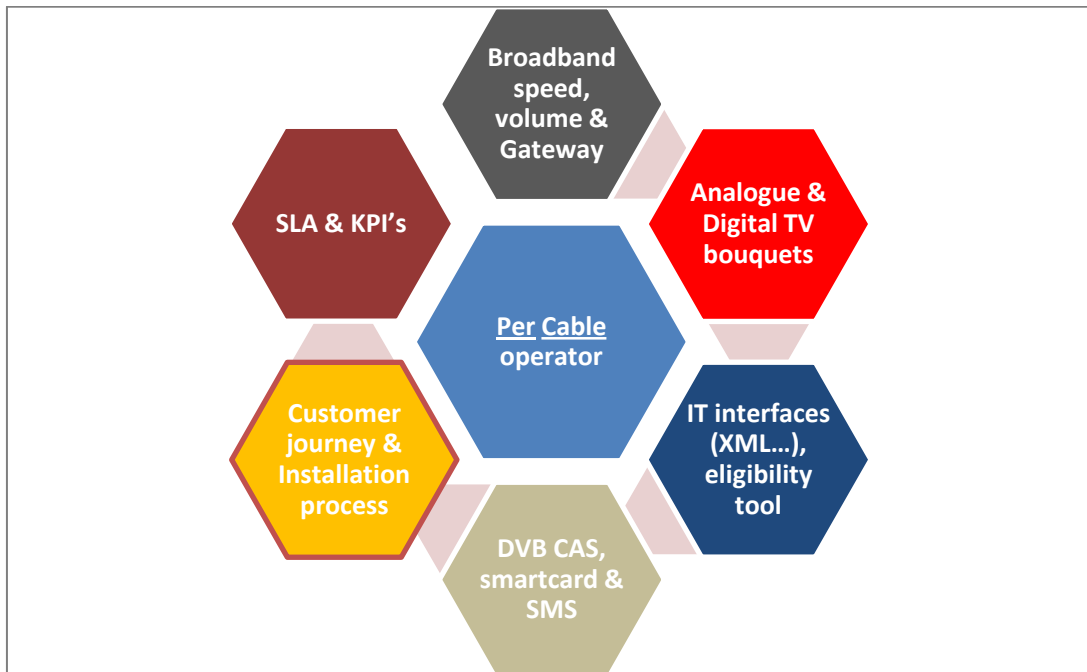 Broadband
speed,
volume &
Gateway
Analogue &
Digital TV
bouquets
SLA & KPI’s
Per Cable
operator
IT interfaces
(XML…),
eligibility
tool
Customer
journey &
Installation
process
DVB CAS,
smartcard &
SMS